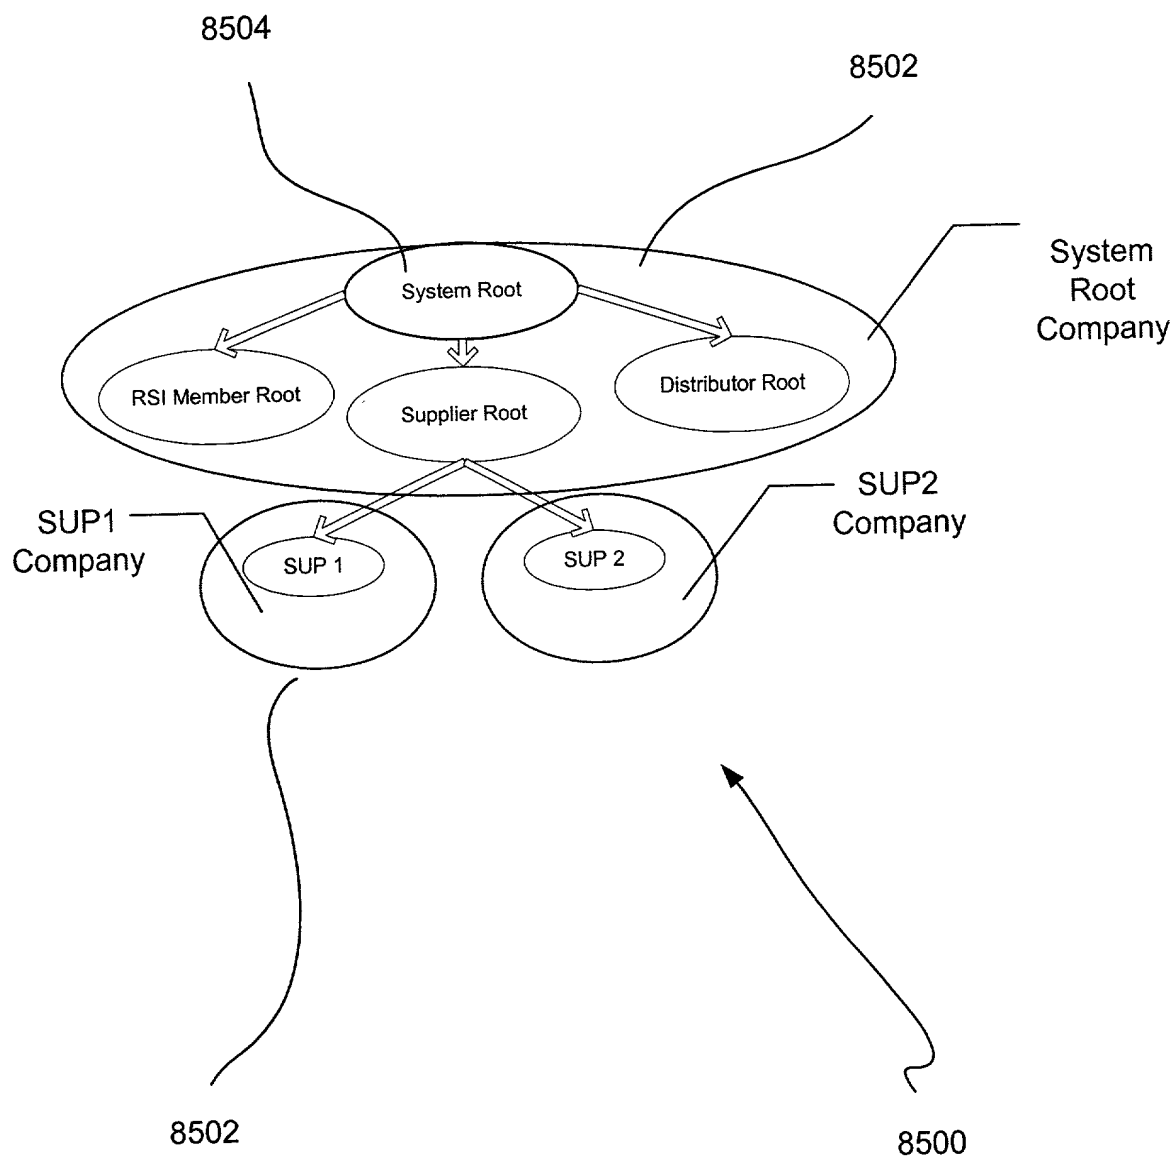 8504
8502
System
Root
Company
System Root
RSI Member Root
Supplier Root
Distributor Root
SUP1
Company
SUP2
Company
SUP 1
SUP 2
8502
8500